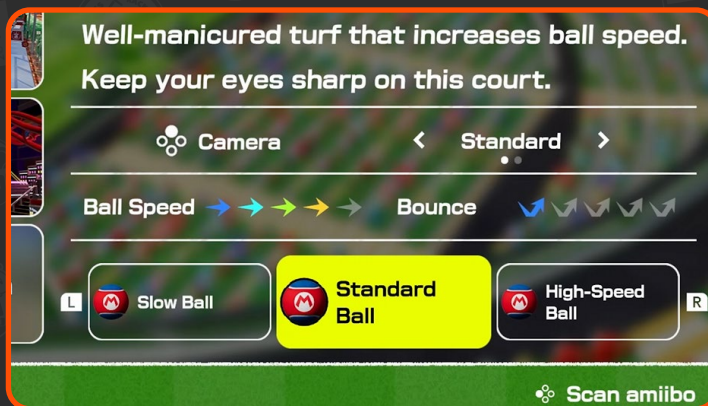 Well-manicured turf that increases ball speed.
Keep your eyes sharp on this court.
Camera
Standard
Ball Speed
Bounce
L
Slow Ball
Standard
Ball
High-Speed
Ball
R
Scan amiibo